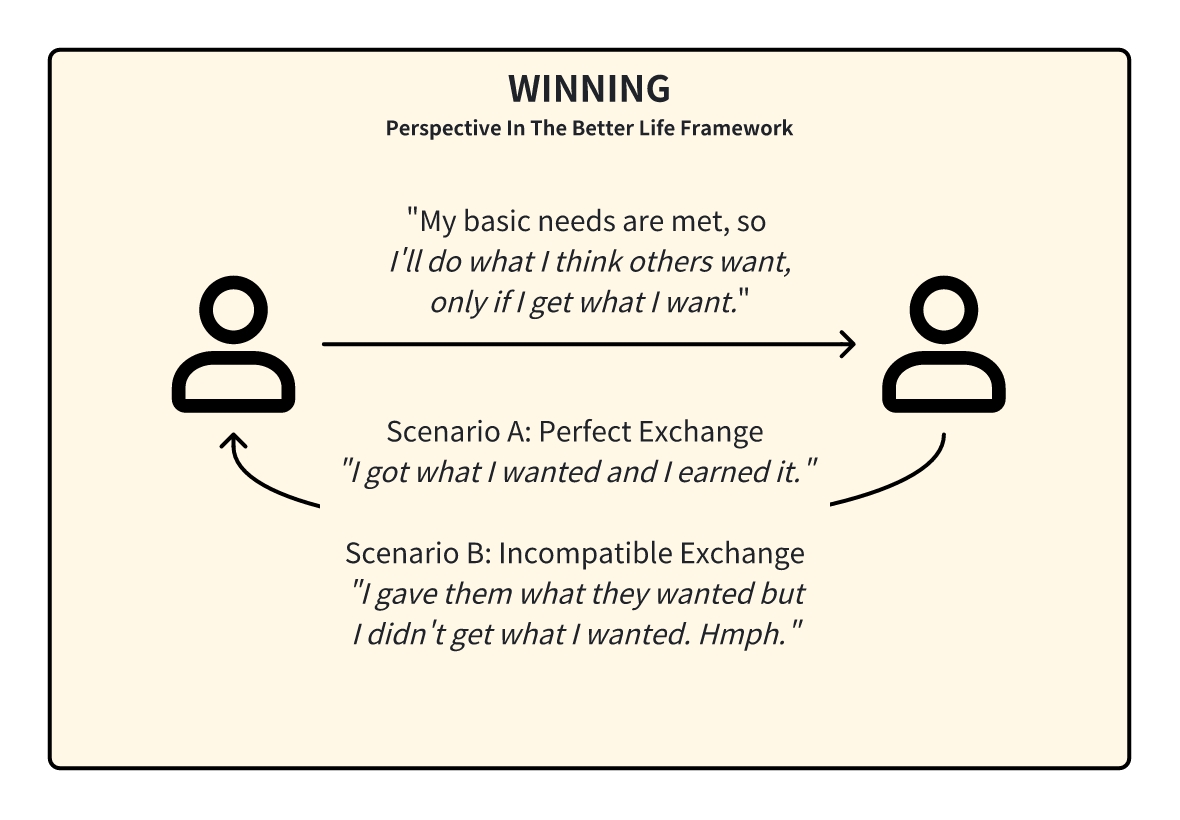 WINNING
Perspective In The Better Life Framework
"My basic needs are met, so
I'll do what I think others want,
only if I get what I want."
Scenario A: Perfect Exchange
"I got what I wanted and I earned it."
Scenario B: Incompatible Exchange
"I gave them what they wanted but
I didn't get what I wanted. Hmph."